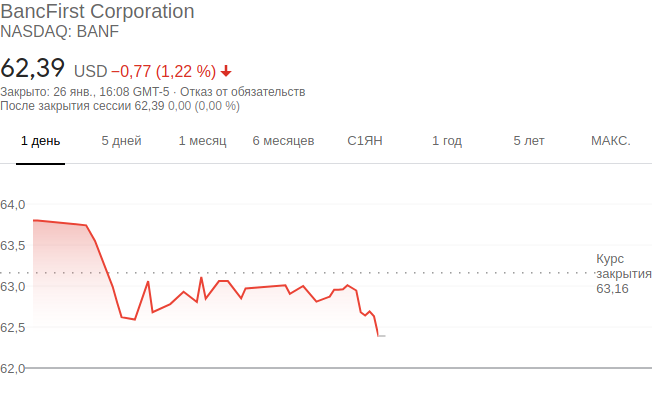 BancFirst Corporation
NASDAQ: BANF
62,39 USD −0,77 (1,22 %)
Закрыто: 26 янв., 16:08 GMT-5 · Отказ от обязательств
После закрытия сессии 62,39 0,00 (0,00 %)
1 день 5 дней 1 месяц 6 месяцев С1ЯН 1 год 5 лет МАКС.
64,0
63,5
Курс
закрытия
63,16
63,0
62,5
62,0